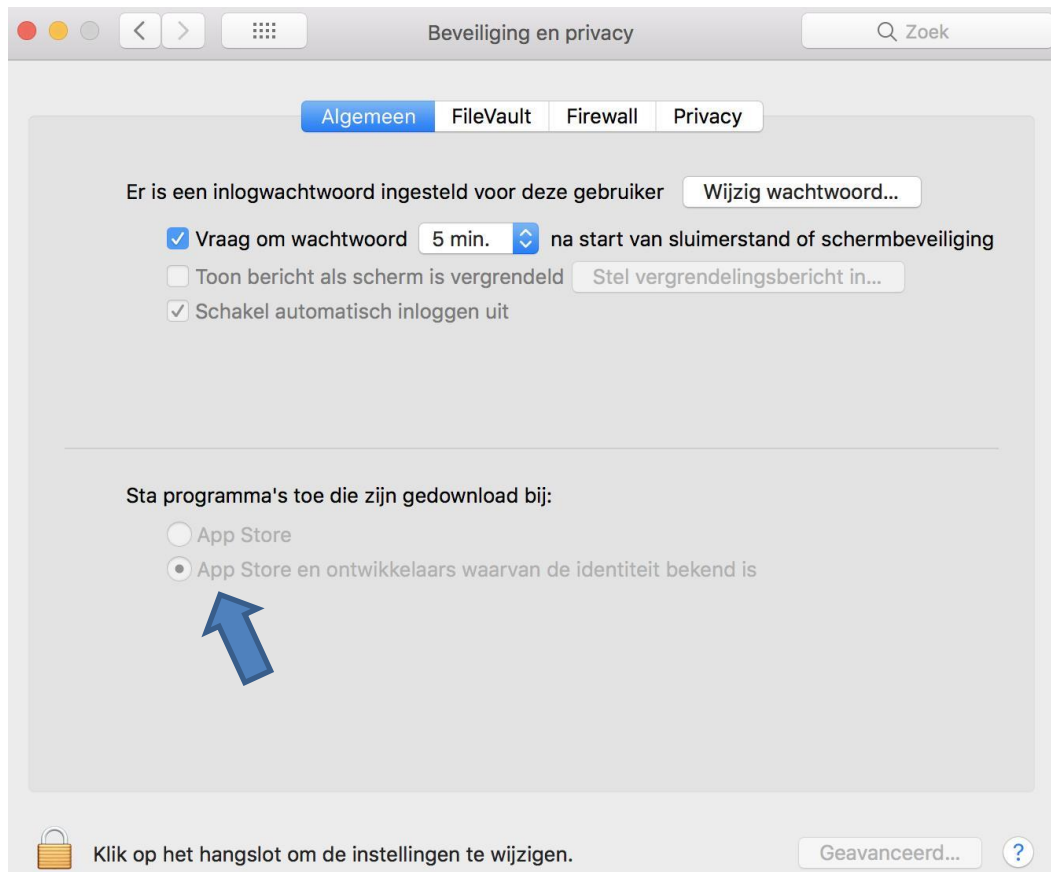 Beveiliging en privacy
Zoek
Algemeen FileVault Firewall Privacy
Er is een inlogwachtwoord ingesteld voor deze gebruiker Wijzig wachtwoord...
Vraag om wachtwoord 5 min. na start van sluimerstand of schermbeveiliging
Toon bericht als scherm is vergrendeld Stel vergrendelingsbericht in...
Schakel automatisch inloggen uit
Sta programma's toe die zijn gedownload bij:
App Store
App Store en ontwikkelaars waarvan de identiteit bekend is
Klik op het hangslot om de instellingen te wijzigen. Geavanceerd... ?